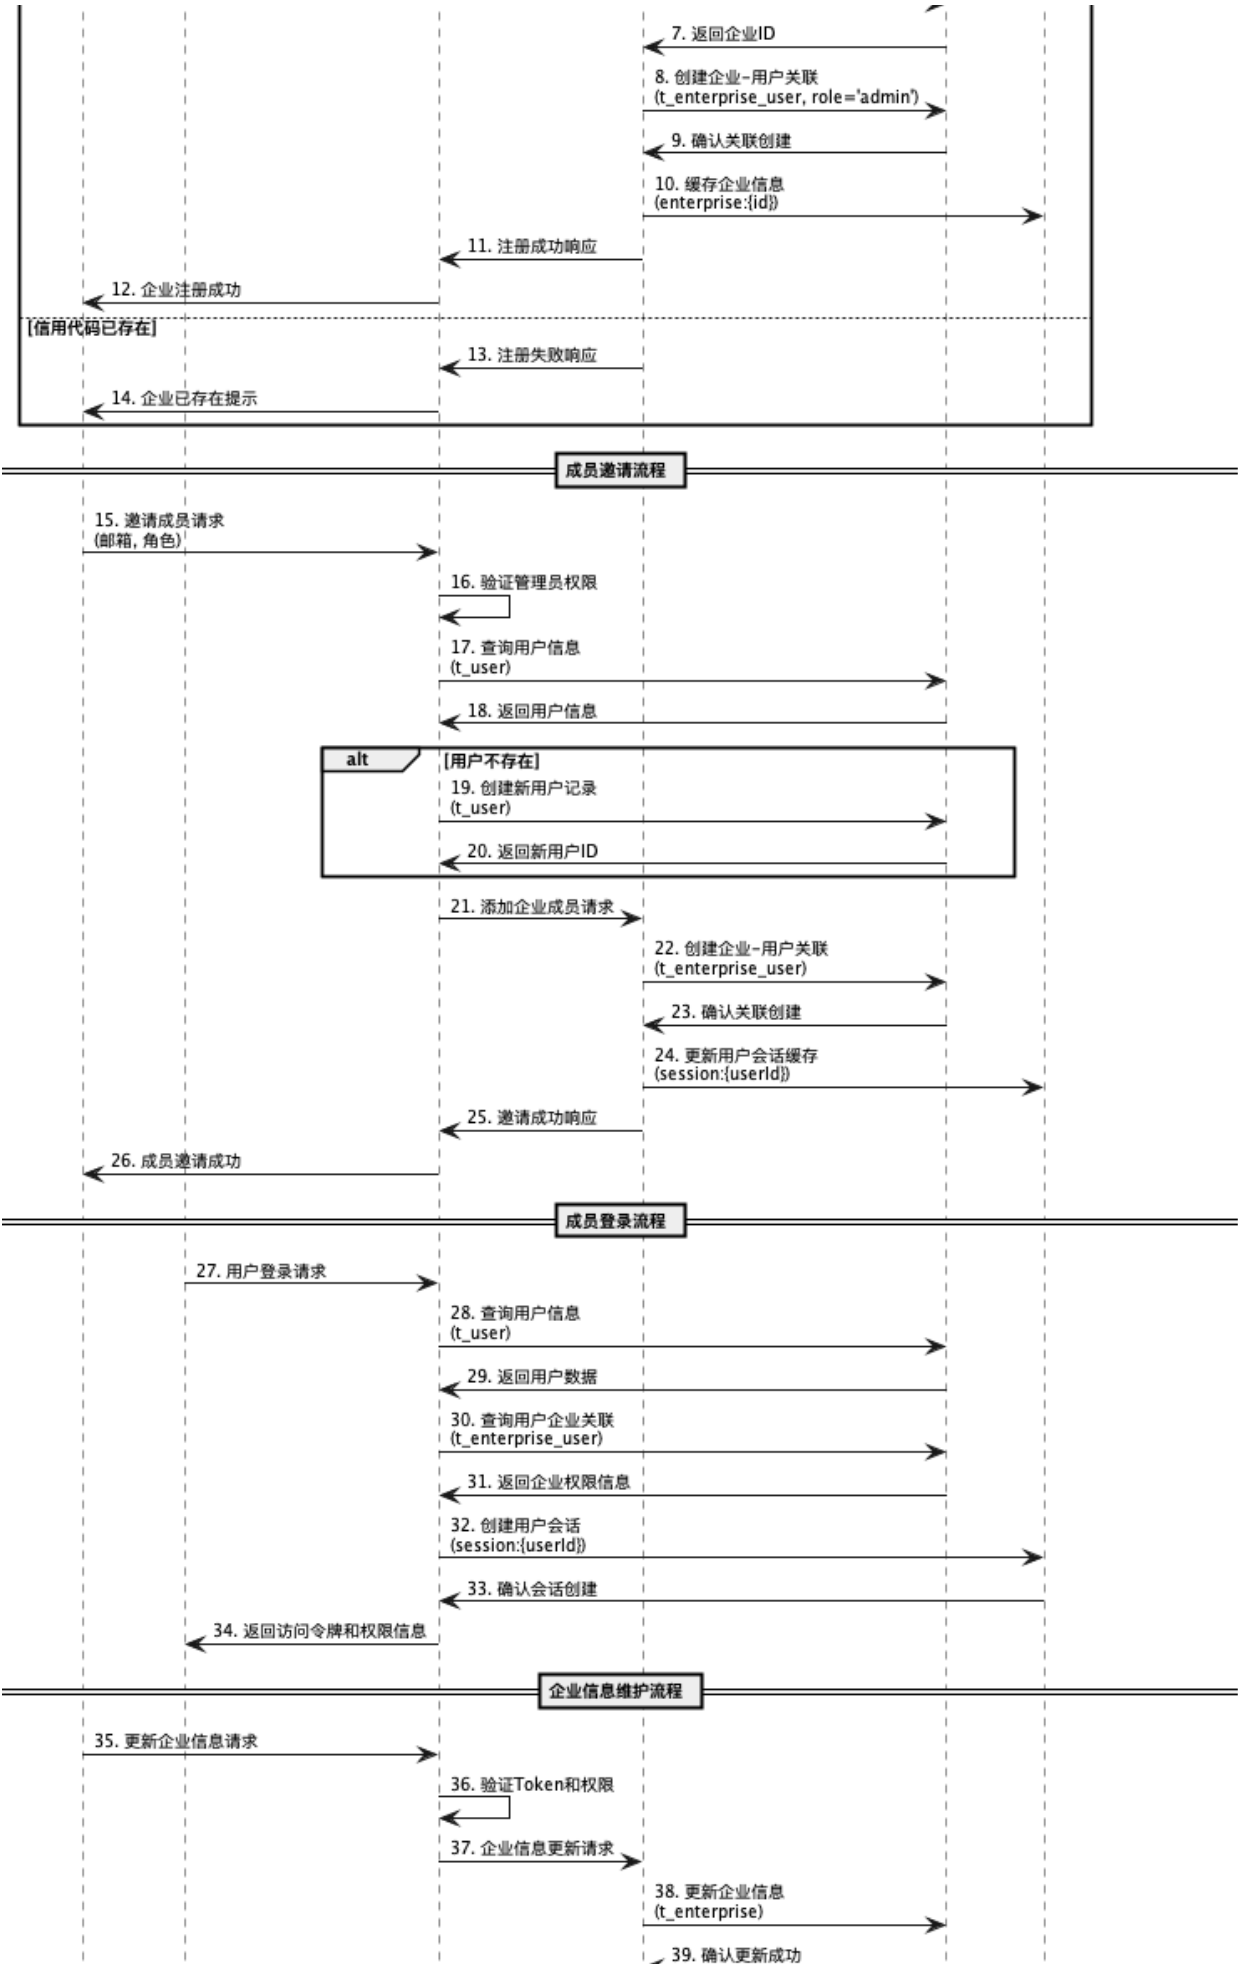 7. 返回企业ID
8. 创建企业-用户关联
(t_enterprise_user, role='admin')
9. 确认关联创建
10. 缓存企业信息
(enterprise:{id})
11. 注册成功响应
12. 企业注册成功
[信用代码已存在]
13. 注册失败响应
14. 企业已存在提示
成员邀请流程
15. 邀请成员请求
(邮箱, 角色)
16. 验证管理员权限
17. 查询用户信息
(t_user)
18. 返回用户信息
alt [用户不存在]
19. 创建新用户记录
(t_user)
20. 返回新用户ID
21. 添加企业成员请求
22. 创建企业-用户关联
(t_enterprise_user)
23. 确认关联创建
24. 更新用户会话缓存
(session:{userId})
25. 邀请成功响应
26. 成员邀请成功
成员登录流程
27. 用户登录请求
28. 查询用户信息
(t_user)
29. 返回用户数据
30. 查询用户企业关联
(t_enterprise_user)
31. 返回企业权限信息
32. 创建用户会话
(session:{userId})
33. 确认会话创建
34. 返回访问令牌和权限信息
企业信息维护流程
35. 更新企业信息请求
36. 验证Token和权限
37. 企业信息更新请求
38. 更新企业信息
(t_enterprise)
39. 确认更新成功